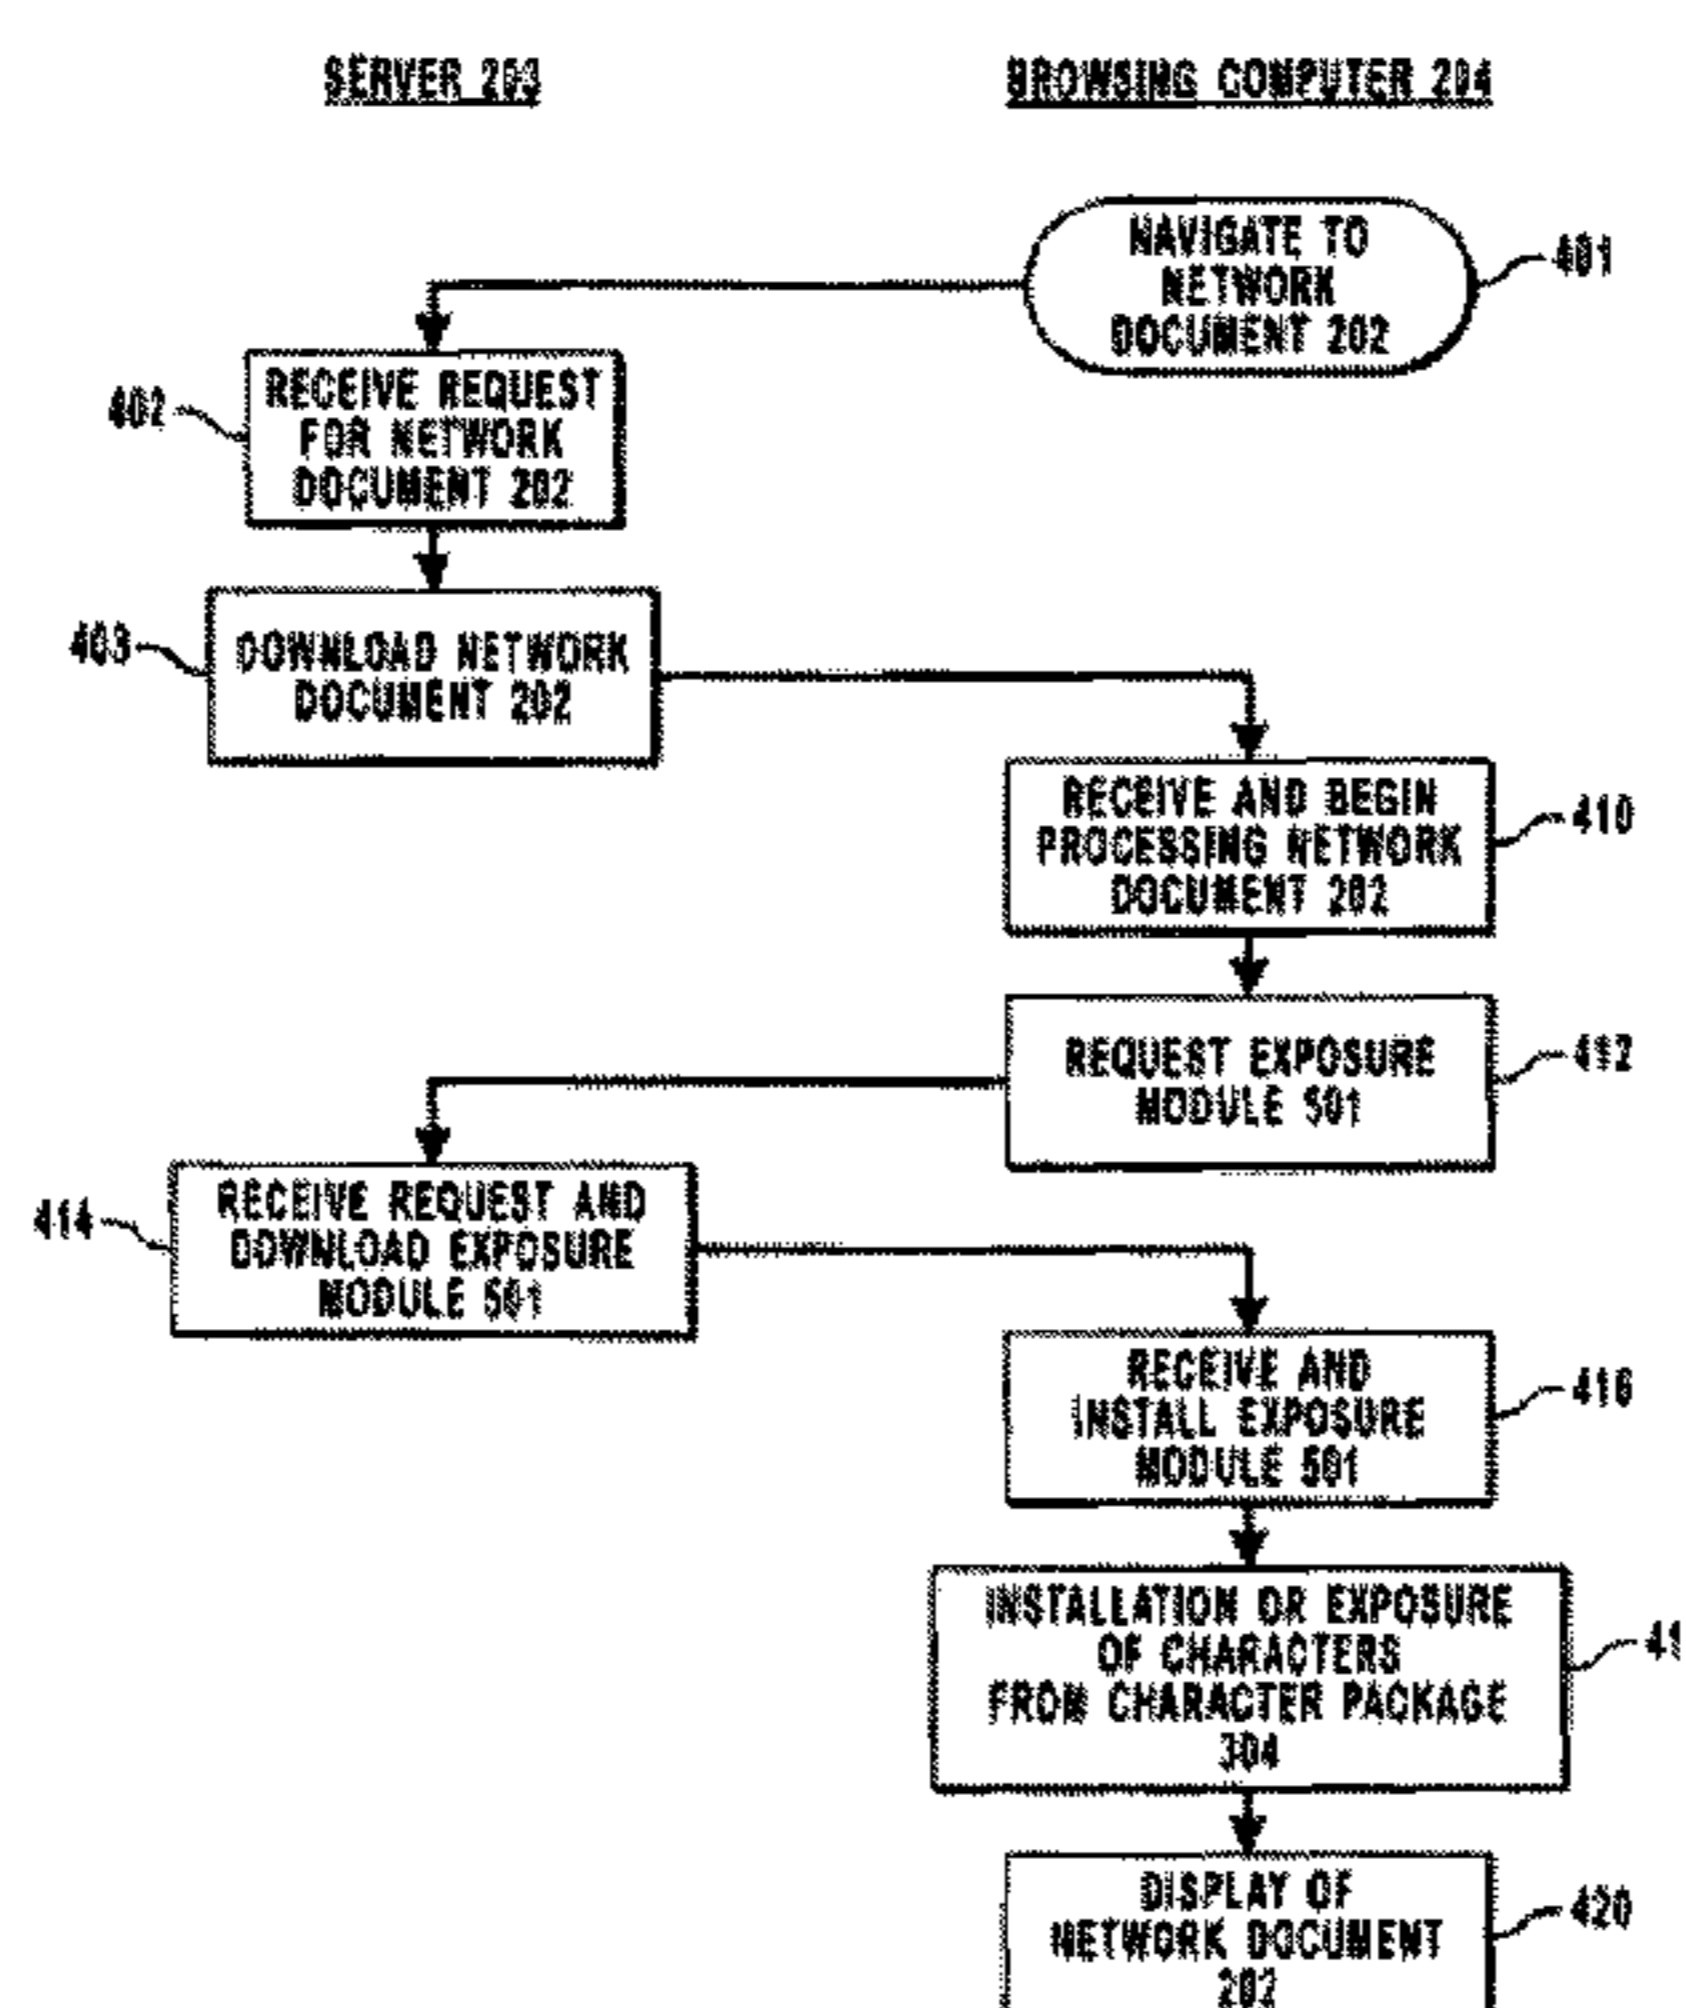 SERVER 203
BROWSING COMPUTER 204
NAVIGATE TO
NETWORK
DOCUMENT 202
401
RECEIVE REQUEST
FOR NETWORK
DOCUMENT 202
402
DOWNLOAD NETWORK
DOCUMENT 202
403
RECEIVE AND BEGIN
PROCESSING NETWORK
DOCUMENT 202
410
REQUEST EXPOSURE
MODULE 501
412
RECEIVE REQUEST AND
DOWNLOAD EXPOSURE
MODULE 501
414
RECEIVE AND
INSTALL EXPOSURE
MODULE 501
416
INSTALLATION OR EXPOSURE
OF CHARACTERS
FROM CHARACTER PACKAGE
304
41
DISPLAY OF
NETWORK DOCUMENT
202
420